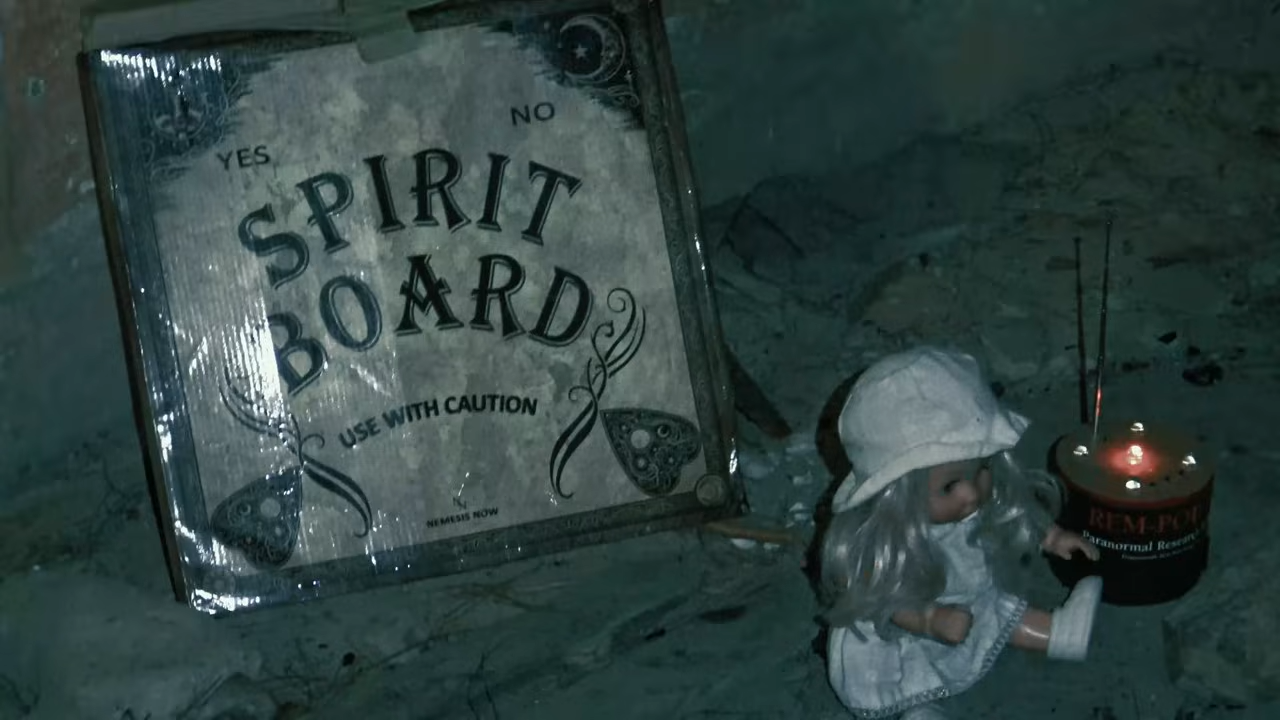 NO
YES
SPIRIT
BOARD
USE WITH CAUTION
NEMESIS NOW
REM-POD
Paranormal Research